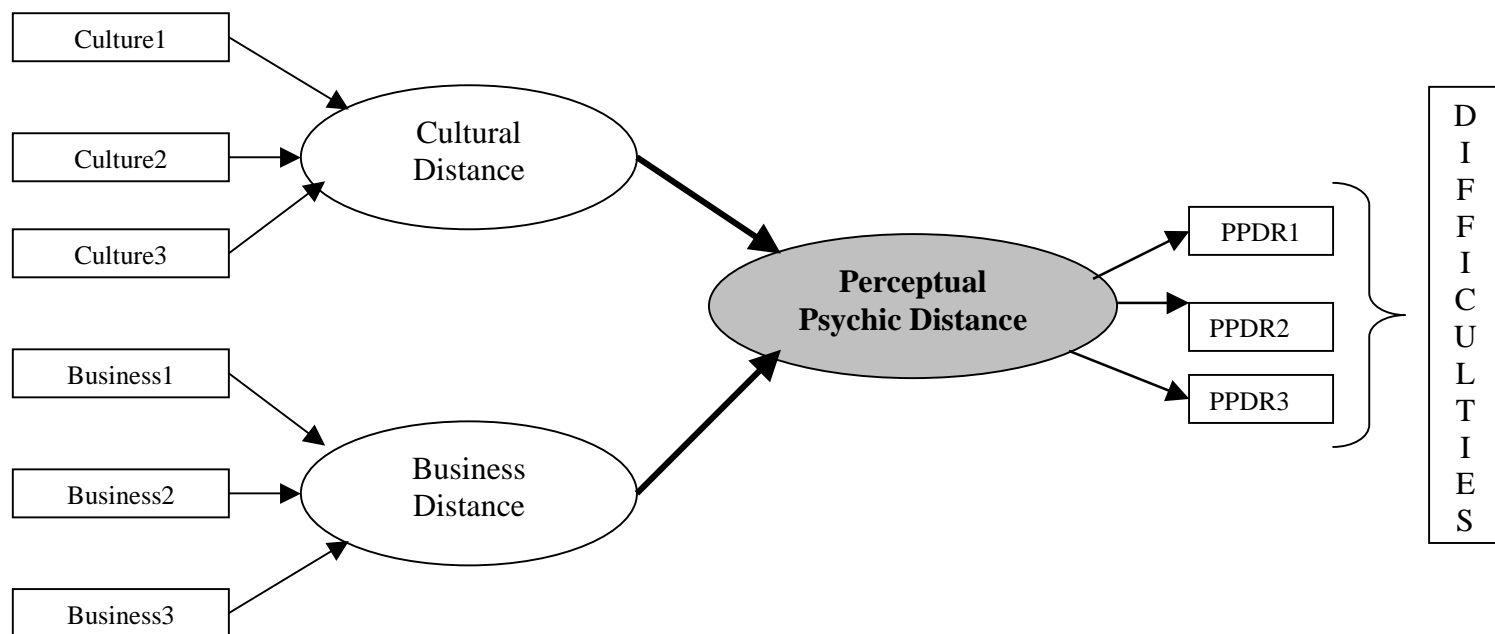 Culture1
Culture2
Culture3
Cultural
Distance
Business1
Business2
Business3
Business
Distance
Perceptual
Psychic Distance
PPDR1
PPDR2
PPDR3
D
I
F
F
I
C
U
L
T
I
E
S